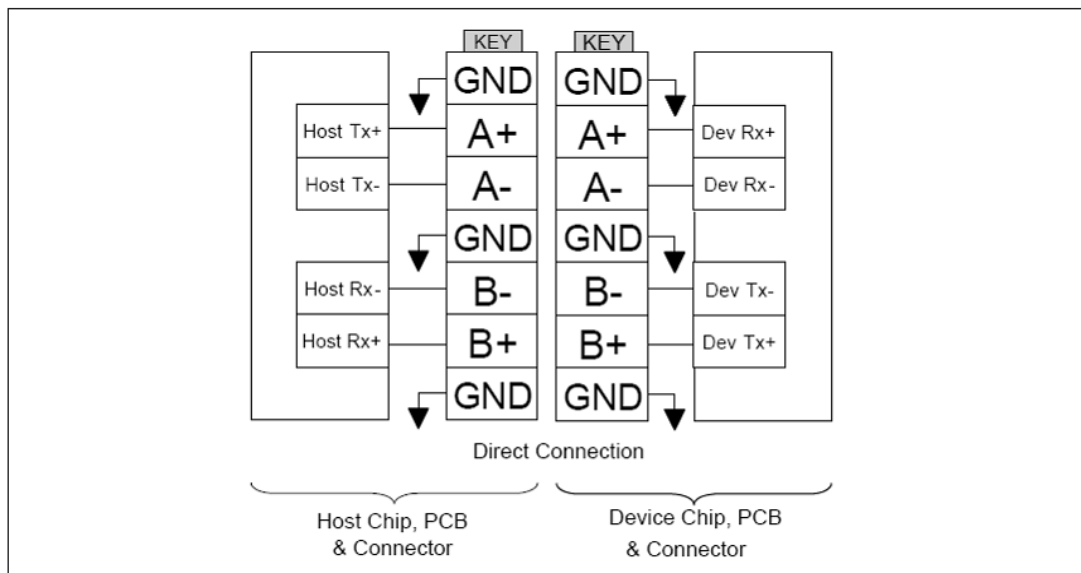 KEY KEY
GND GND
Host Tx+ A+ A+ Dev Rx+
Host Tx- A- A- Dev Rx-
GND GND
Host Rx- B- B- Dev Tx-
Host Rx+ B+ B+ Dev Tx+
GND GND
Direct Connection
Host Chip, PCB
& Connector
Device Chip, PCB
& Connector